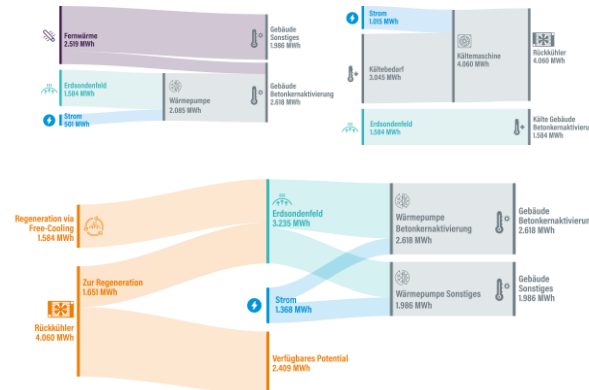 Fernwärme
2.519 MWh
Gebäude
Sonstiges
1.986 MWh
Erdsondenfeld
1.584 MWh
Wärmepumpe
2.085 MWh
Gebäude
Betonkernaktivierung
2.618 MWh
Strom
501 MWh
Strom
1.015 MWh
Kältemaschine
4.060 MWh
Rückkühler
4.060 MWh
Kältebedarf
3.045 MWh
Erdsondenfeld
1.584 MWh
Kälte Gebäude
Betonkernaktivierung
1.584 MWh
Regeneration via
Free-Cooling
1.584 MWh
Erdsondenfeld
3.235 MWh
Wärmepumpe
Betonkernaktivierung
2.618 MWh
Gebäude
Betonkernaktivierung
2.618 MWh
Zur Regeneration
1.651 MWh
Strom
1.368 MWh
Wärmepumpe Sonstiges
1.986 MWh
Gebäude
Sonstiges
1.986 MWh
Rückkühler
4.060 MWh
Verfügbares Potential
2.409 MWh